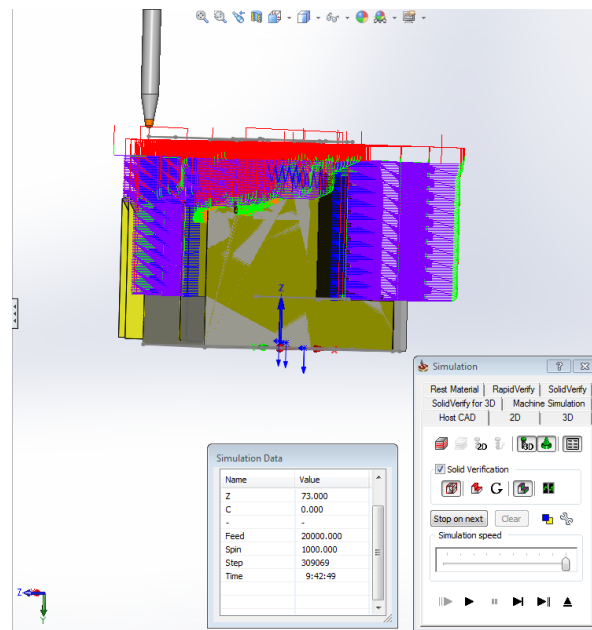 Z
Simulation
Rest Material RapidVerify SolidVerify
SolidVerify for 3D Machine Simulation
Host CAD 2D 3D
2D 3D
Solid Verification
G
Stop on next Clear
Simulation speed
Simulation Data
Name Value
Z 73.000
C 0.000
- -
Feed 20000.000
Spin 1000.000
Step 309069
Time 9:42:49
Z
Y